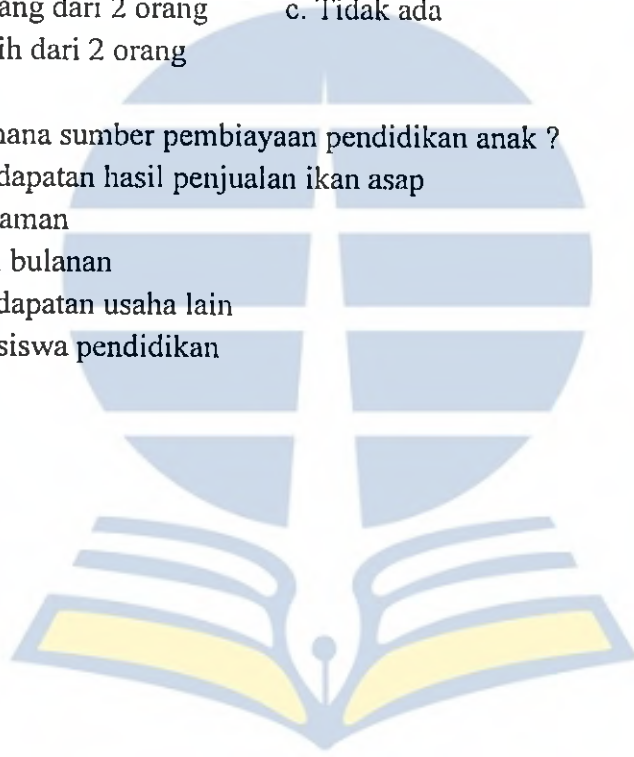 ang dari 2 orang c. Tidak ada
ih dari 2 orang
nana sumber pembiayaan pendidikan anak ?
dapatan hasil penjualan ikan asap
aman
bulanan
dapatan usaha lain
siswa pendidikan